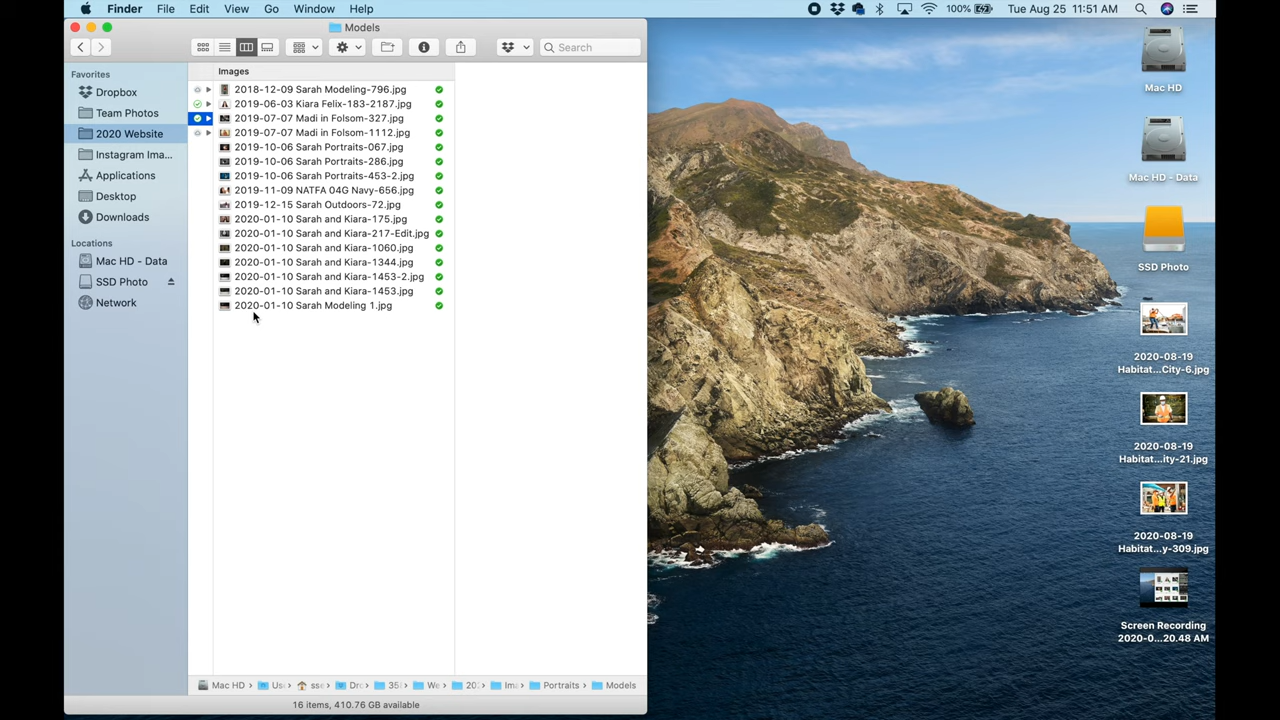 Finder File Edit View Go Window Help 100% Tue Aug 25 11:51 AM
Models
Search
Favorites
Dropbox
Team Photos
2020 Website
Instagram Ima...
Applications
Desktop
Downloads
Locations
Mac HD - Data
SSD Photo
Network
Images
2018-12-09 Sarah Modeling-796.jpg
2019-06-03 Kiara Felix-183-2187.jpg
2019-07-07 Madi in Folsom-327.jpg
2019-07-07 Madi in Folsom-1112.jpg
2019-10-06 Sarah Portraits-067.jpg
2019-10-06 Sarah Portraits-286.jpg
2019-10-06 Sarah Portraits-453-2.jpg
2019-11-09 NATFA 04G Navy-656.jpg
2019-12-15 Sarah Outdoors-72.jpg
2020-01-10 Sarah and Kiara-175.jpg
2020-01-10 Sarah and Kiara-217-Edit.jpg
2020-01-10 Sarah and Kiara-1060.jpg
2020-01-10 Sarah and Kiara-1344.jpg
2020-01-10 Sarah and Kiara-1453-2.jpg
2020-01-10 Sarah and Kiara-1453.jpg
2020-01-10 Sarah Modeling 1.jpg
Mac HD Us sse Dr 35 We 20 Im Portraits Models
16 items, 410.76 GB available
Mac HD
Mac HD - Data
SSD Photo
2020-08-19
Habitat...City-6.jpg
2020-08-19
Habitat...ity-21.jpg
2020-08-19
Habitat...y-309.jpg
Screen Recording
2020-0...20.48 AM